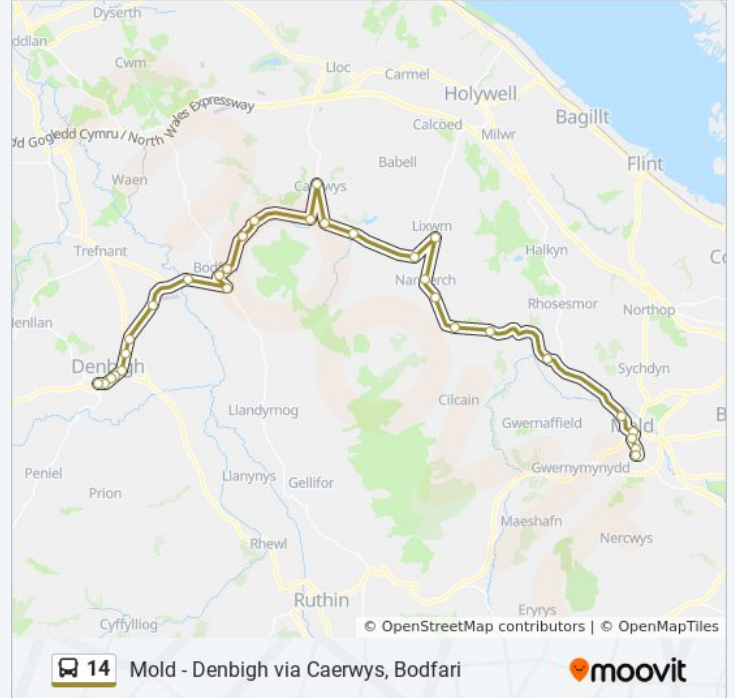 Dyserth
ddlan
Cwm
Lloc
Carmel
Holywell
dd Gogledd Cymru / North Wales Expressway
Calcoed
Milwr
Bagillt
Babell
Flint
Waen
Caerwys
Lixwm
Trefnant
Halkyn
Bodfari
Nannerch
Rhosesmor
Northop
lenllan
Denbigh
Sychdyn
Cilcain
Llandyrnog
Gwernaffield
Mold
B
Gwernymynydd
Peniel
Llanynys
Gellifor
Prion
Maeshafn
Nercwys
Rhewl
Ruthin
Eryrys
Cyffylliog
© OpenStreetMap contributors | © OpenMapTiles
14 Mold - Denbigh via Caerwys, Bodfari
moovit